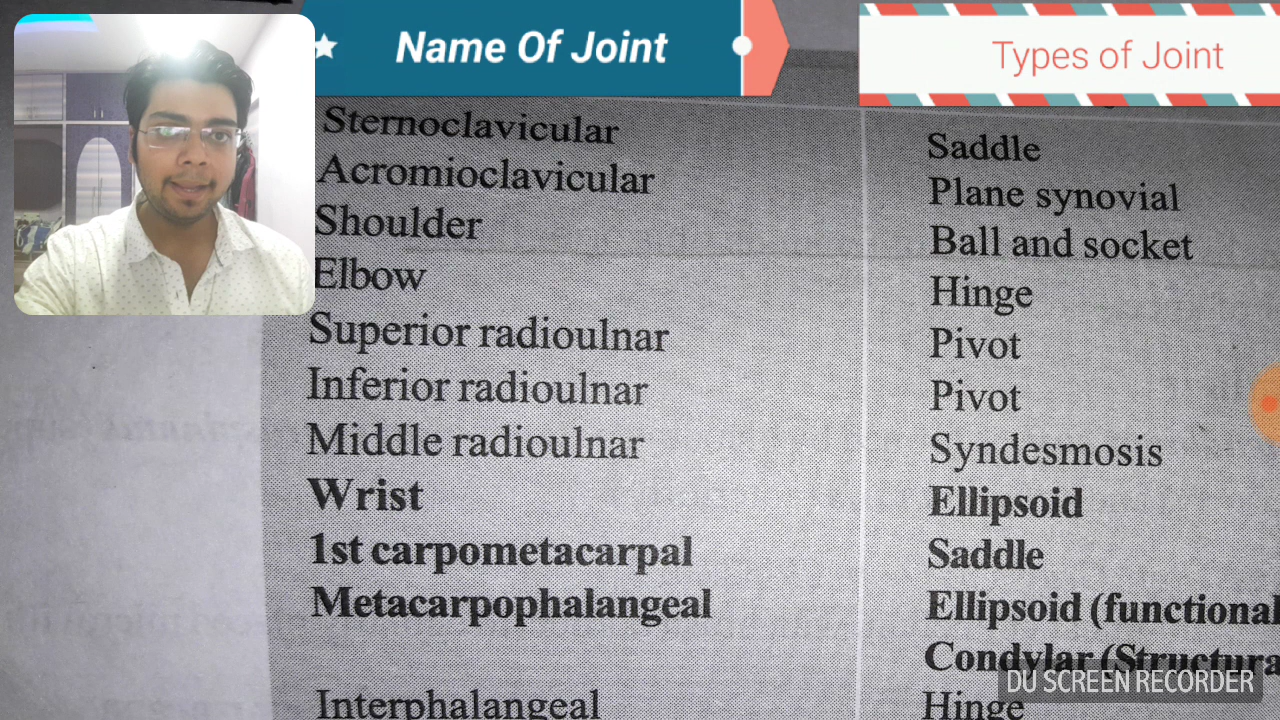 Name Of Joint
Types of Joint
Sternoclavicular
Saddle
Acromioclavicular
Plane synovial
Shoulder
Ball and socket
Elbow
Hinge
Superior radioulnar
Pivot
Inferior radioulnar
Pivot
Middle radioulnar
Syndesmosis
Wrist
Ellipsoid
1st carpometacarpal
Saddle
Metacarpophalangeal
Ellipsoid (functional
Condylar (Structura
Interphalangeal
Hinge
DU SCREEN RECORDER